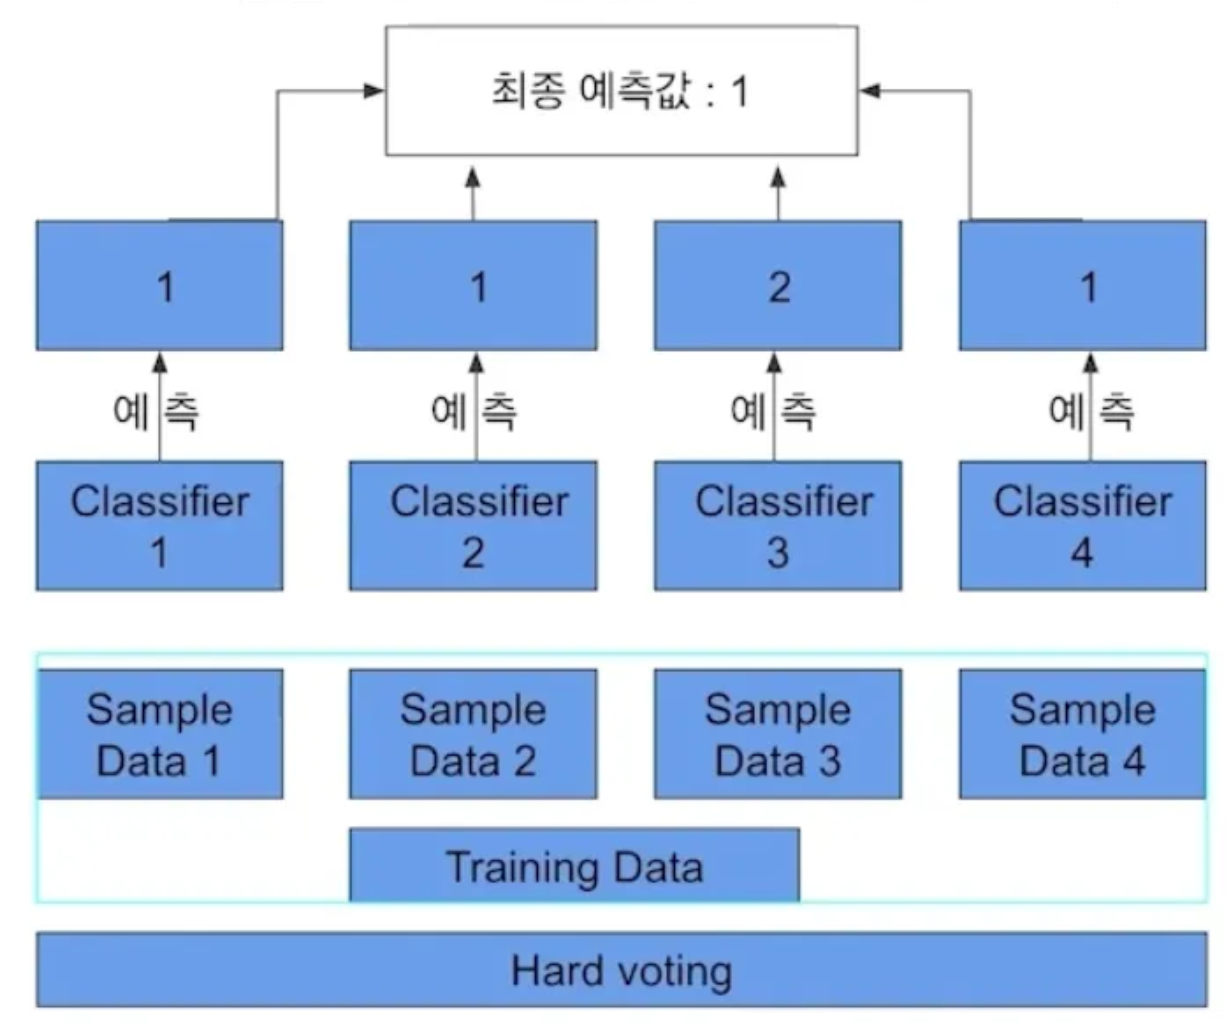 최종 예측값 : 1
1
1
2
1
예측
예측
예측
예측
Classifier
1
Classifier
2
Classifier
3
Classifier
4
Sample
Data 1
Sample
Data 2
Sample
Data 3
Sample
Data 4
Training Data
Hard voting